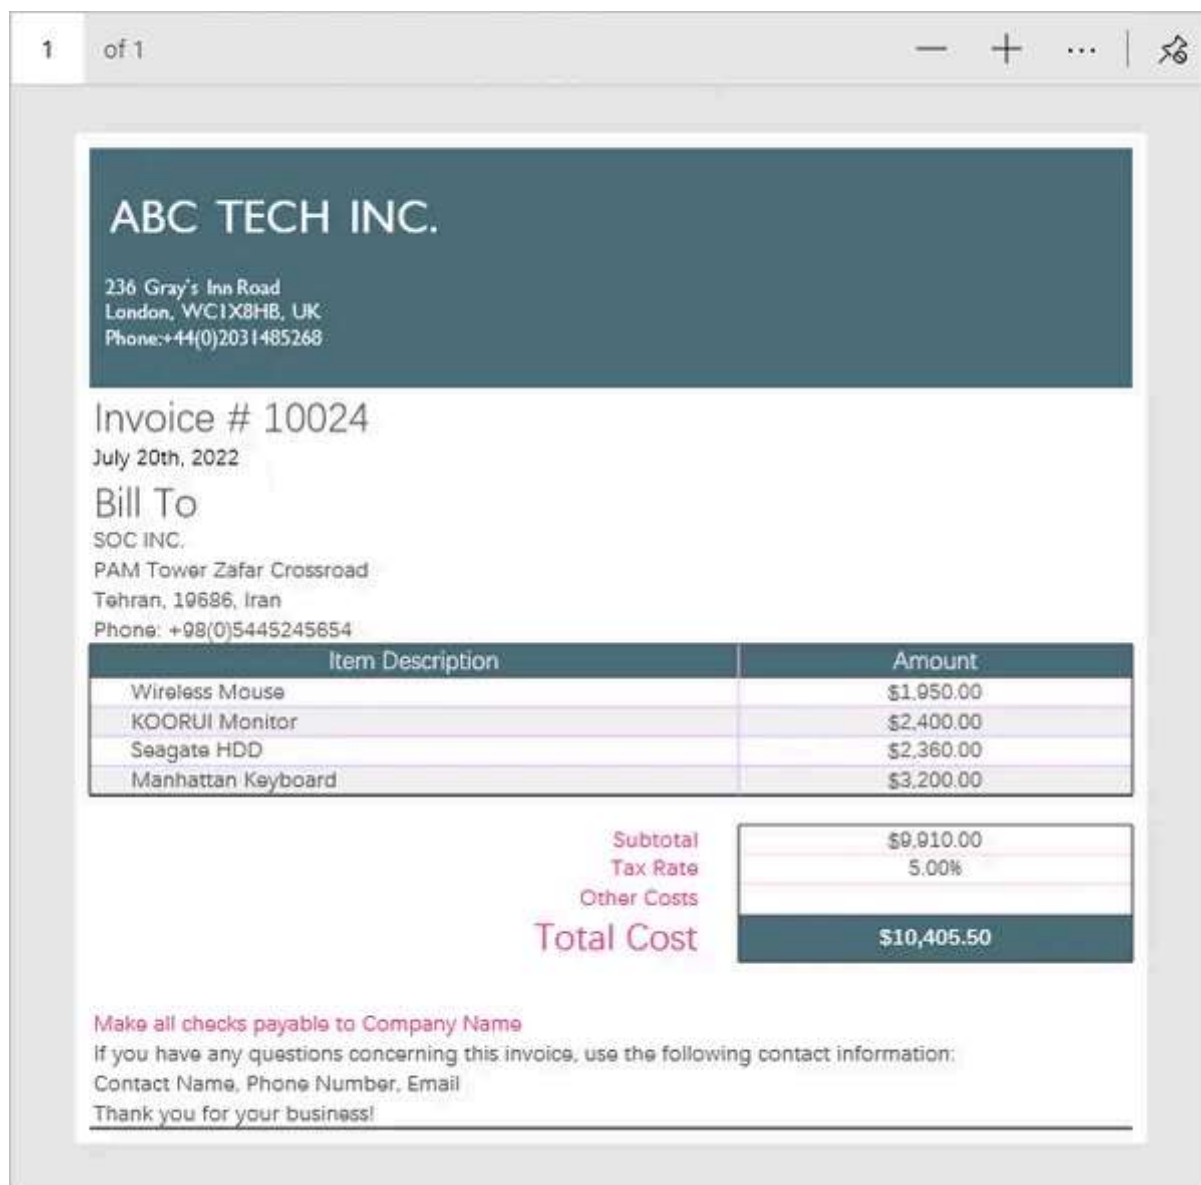 1 of 1
ABC TECH INC.
236 Gray's Inn Road
London, WC1X8HB, UK
Phone:+44(0)2031485268
Invoice # 10024
July 20th, 2022
Bill To
SOC INC.
PAM Tower Zafar Crossroad
Tehran, 19686, Iran
Phone: +98(0)5445245654
Item Description Amount
Wireless Mouse $1,950.00
KOORUI Monitor $2,400.00
Seagate HDD $2,360.00
Manhattan Keyboard $3,200.00
Subtotal $9,910.00
Tax Rate 5.00%
Other Costs
Total Cost $10,405.50
Make all checks payable to Company Name
If you have any questions concerning this invoice, use the following contact information:
Contact Name, Phone Number, Email
Thank you for your business!